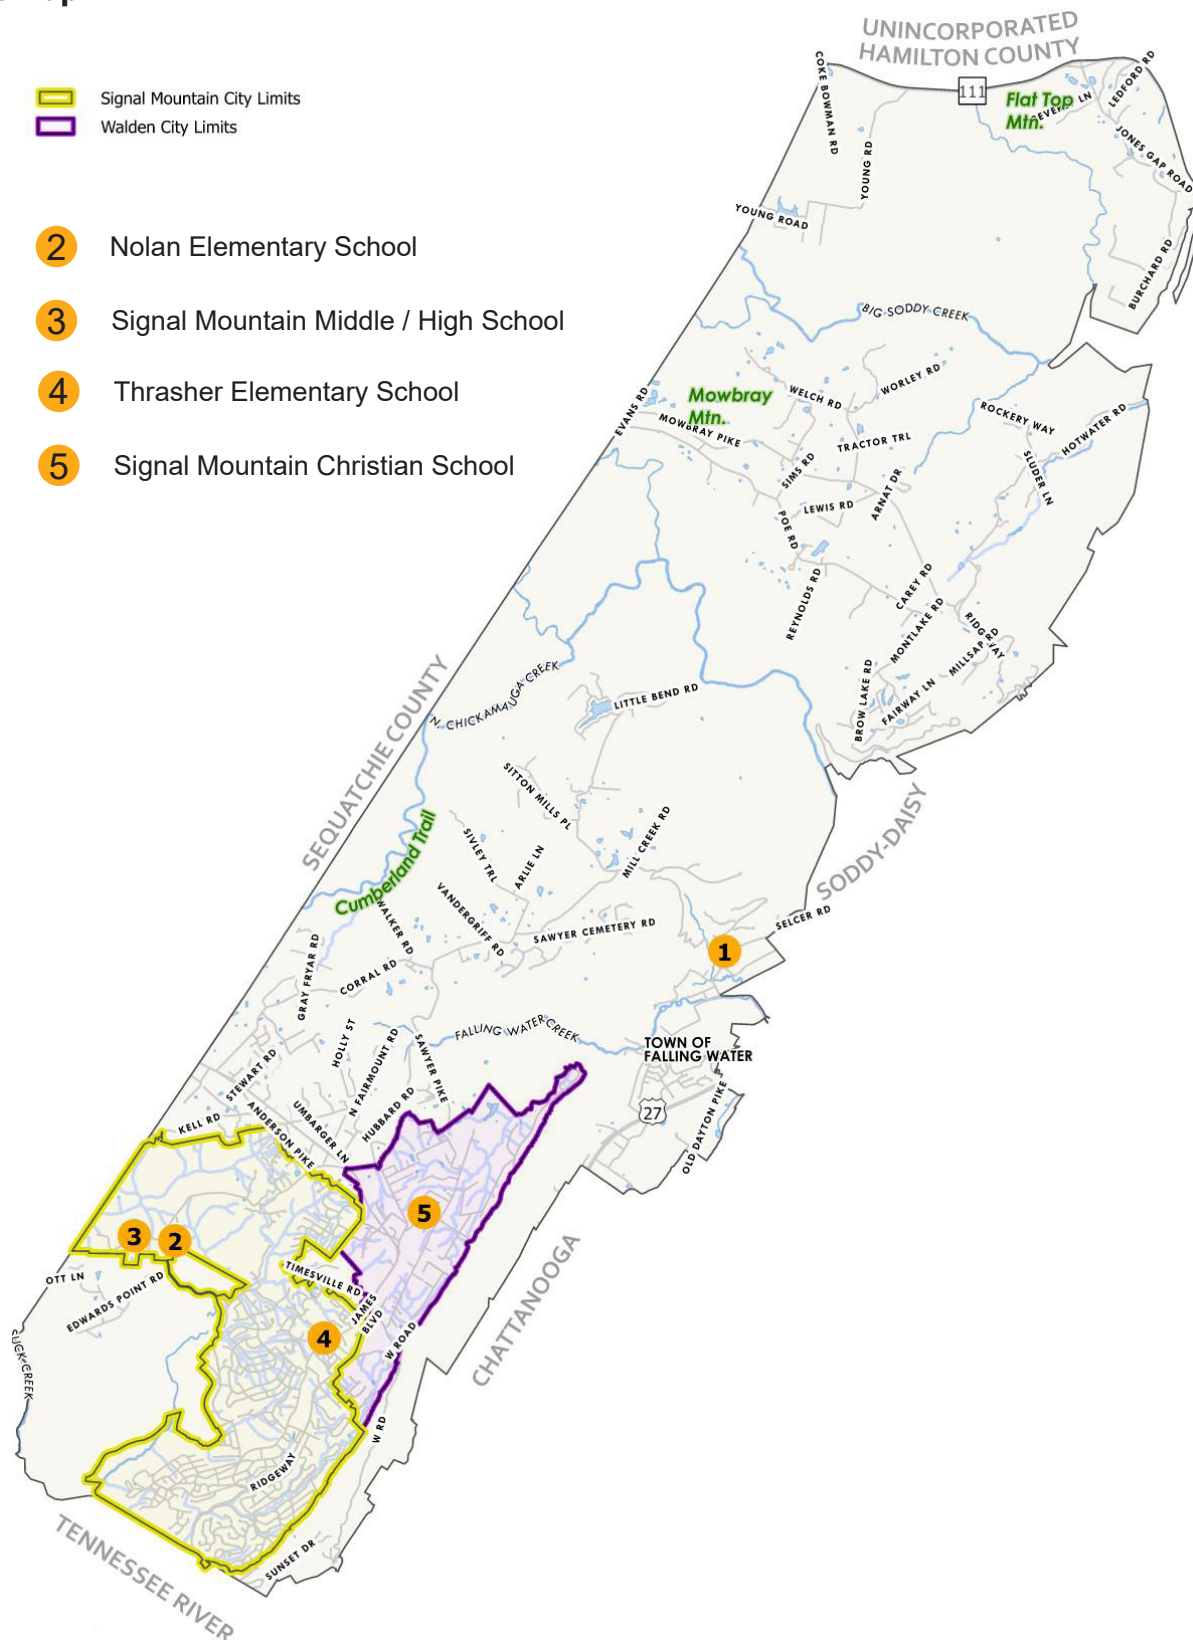 UNINCORPORATED
HAMILTON COUNTY
Signal Mountain City Limits
Walden City Limits
2 Nolan Elementary School
3 Signal Mountain Middle / High School
4 Thrasher Elementary School
5 Signal Mountain Christian School
111
Flat Top
Mtn.
LEDFORD RD
COKE BOWMAN RD
YOUNG RD
JONES GAP ROAD
YOUNG ROAD
BURCHARD RD
BIG SODDY CREEK
EVANS RD
Mowbray
Mtn.
MOWBRAY PIKE
WELCH RD
WORLEY RD
ROCKERY WAY
HOTWATER RD
TRACTOR TRL
SIMS RD
SLUDER LN
ARNAT DR
LEWIS RD
POE RD
REYNOLDS RD
CAREY RD
MONTLAKE RD
RIDGEWAY
MILLSAP RD
BROW LAKE RD
FAIRWAY LN
SEQUATCHIE COUNTY
N. CHICKAMAUGA CREEK
LITTLE BEND RD
SITTON MILLS PL
SODDY-DAISY
Cumberland Trail
SIVLEY TRL
ARLIE LN
MILL CREEK RD
WALKER RD
VANDERGRIFF RD
SAWYER CEMETERY RD
SELCER RD
1
GRAY FRYAR RD
CORRAL RD
HOLLY ST
N FAIRMOUNT RD
SAWYER PIKE
FALLING WATER CREEK
TOWN OF
FALLING WATER
STEWART RD
HUBBARD RD
UMBARGER LN
ANDERSON PIKE
KELL RD
27
OLD DAYTON PIKE
5
3
2
OTT LN
EDWARDS POINT RD
TIMESVILLE RD
JAMES
BLVD
4
W ROAD
CHATTANOOGA
SUCK CREEK
W RD
RIDGEWAY
SUNSET DR
TENNESSEE RIVER